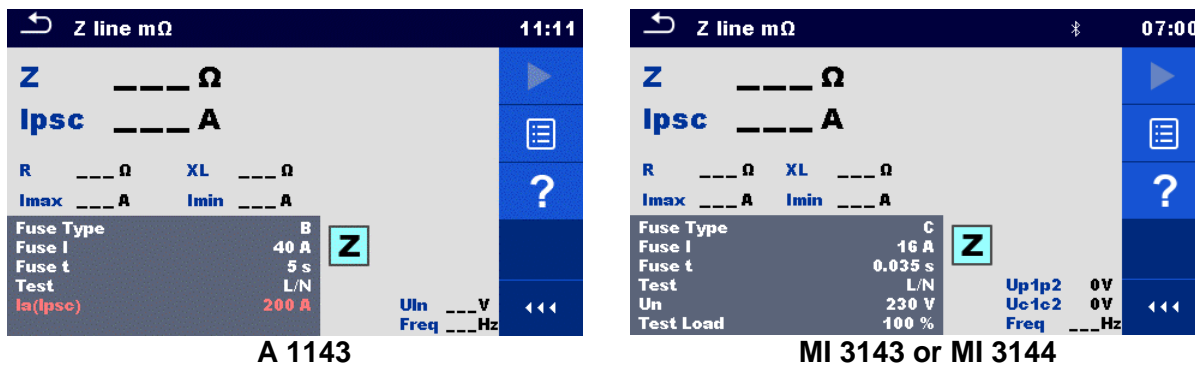 Z line mΩ 11:11
Z ___ Ω
Ipsc ___ A
R ___ Ω XL ___ Ω
Imax ___ A Imin ___ A
Fuse Type B
Fuse I 40 A
Fuse t 5 s
Test L/N
Ia(Ipsc) 200 A
Z
Uln ___V
Freq ___Hz
?
A 1143
Z line mΩ 07:00
Z ___ Ω
Ipsc ___ A
R ___ Ω XL ___ Ω
Imax ___ A Imin ___ A
Fuse Type C
Fuse I 16 A
Fuse t 0.035 s
Test L/N
Un 230 V
Test Load 100 %
Z
Up1p2 0V
Uc1c2 0V
Freq ___Hz
?
MI 3143 or MI 3144